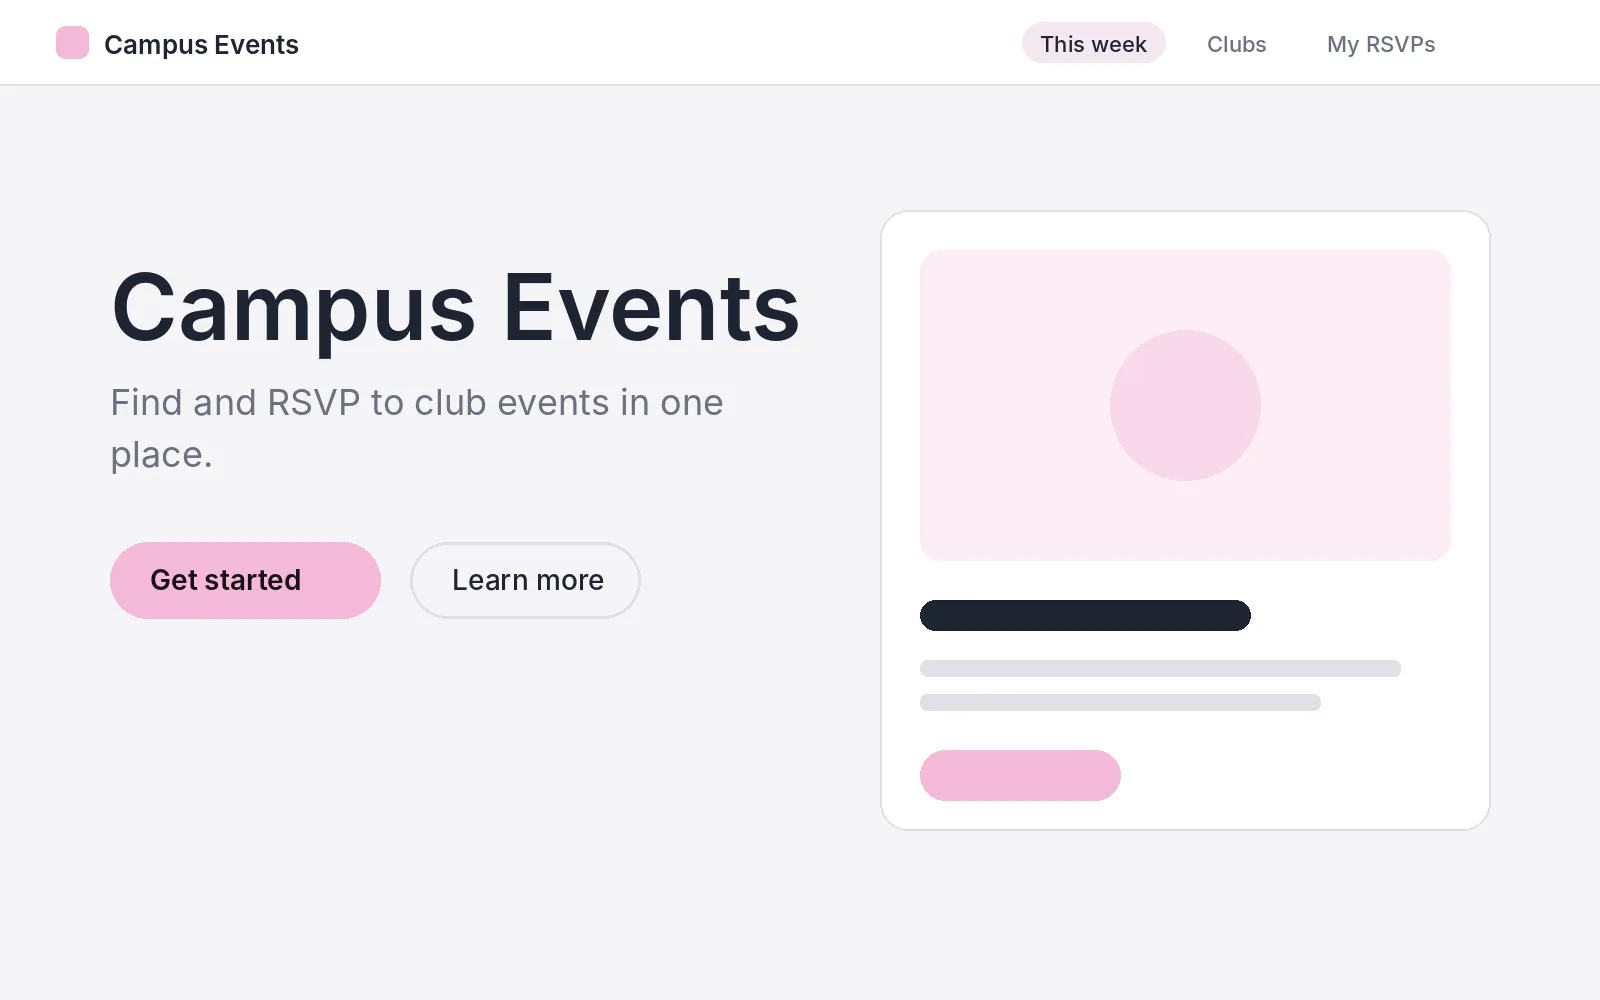 Campus Events
This week
Clubs
My RSVPs
Campus Events
Find and RSVP to club events in one
place.
Get started
Learn more